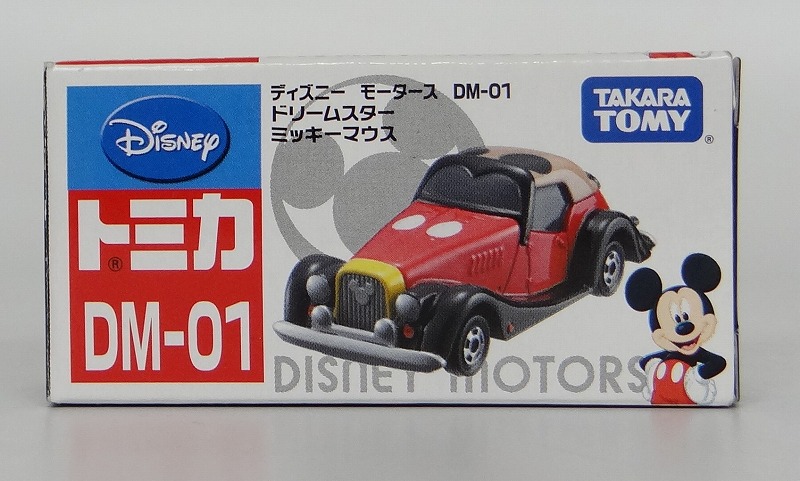 Disney
トミカ
®
DM-01
ディズニー モータース DM-01
ドリームスター
ミッキーマウス
TAKARA
TOMY
®
DISNEY MOTORS